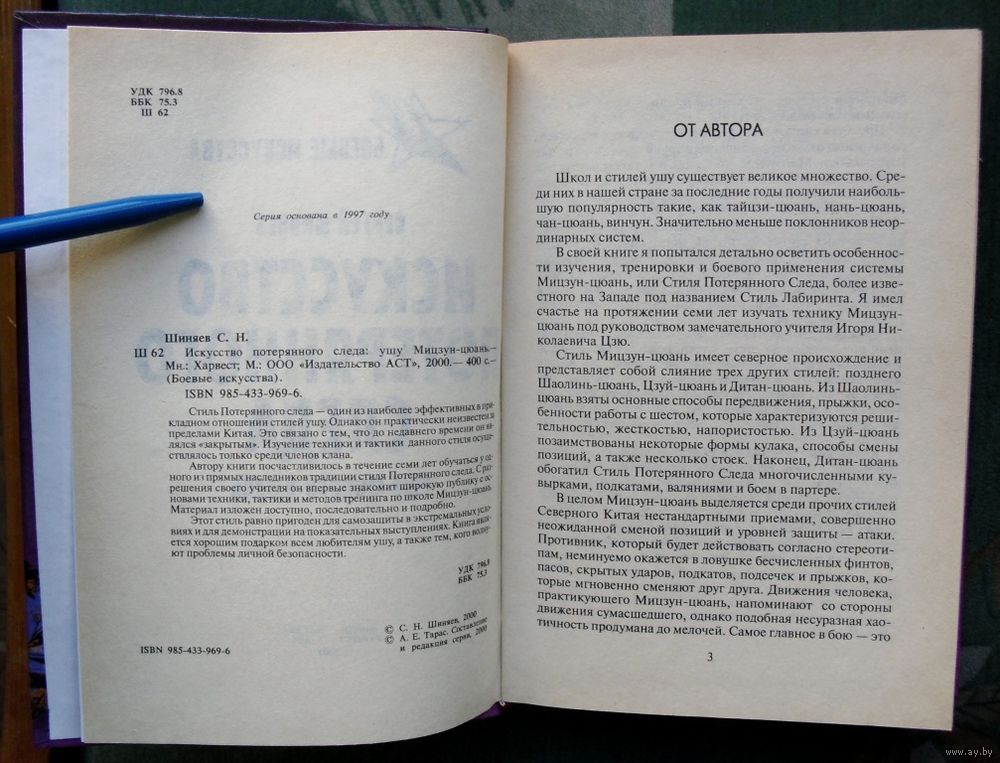 УДК 796.8
ББК 75.3
Ш 62
Серия основана в 1997 году
Шиняев С. Н.
Ш 62 Искусство потерянного следа: ушу Мицзун-цюань.—
Мн.: Харвест; М.: ООО «Издательство АСТ», 2000.— 400 с.—
(Боевые искусства).
ISBN 985-433-969-6.
Стиль Потерянного следа — один из наиболее эффективных в при-
кладном отношении стилей ушу. Однако он практически неизвестен за
пределами Китая. Это связано с тем, что до недавнего времени он яв-
лялся «закрытым». Изучение техники и тактики данного стиля осуще-
ствлялось только среди членов клана.
Автору книги посчастливилось в течение семи лет обучаться у од-
ного из прямых наследников традиции стиля Потерянного следа. С раз-
решения своего учителя он впервые знакомит широкую публику с ос-
новами техники, тактики и методов тренинга по школе Мицзун-цюань.
Материал изложен доступно, последовательно и подробно.
Этот стиль равно пригоден для самозащиты в экстремальных усло-
виях и для демонстрации на показательных выступлениях. Книга явля-
ется хорошим подарком всем любителям ушу, а также тем, кого волну-
ют проблемы личной безопасности.
УДК 796.8
ББК 75.3
© С. Н. Шиняев, 2000
© А. Е. Тарас. Составление
и редакция серии, 2000
ISBN 985-433-969-6
ОТ АВТОРА
Школ и стилей ушу существует великое множество. Сре-
ди них в нашей стране за последние годы получили наиболь-
шую популярность такие, как тайцзи-цюань, нань-цюань,
чан-цюань, винчун. Значительно меньше поклонников неор-
динарных систем.
В своей книге я попытался детально осветить особеннос-
ти изучения, тренировки и боевого применения системы
Мицзун-цюань, или Стиля Потерянного Следа, более извес-
тного на Западе под названием Стиль Лабиринта. Я имел
счастье на протяжении семи лет изучать технику Мицзун-
цюань под руководством замечательного учителя Игоря Ни-
колаевича Цзю.
Стиль Мицзун-цюань имеет северное происхождение и
представляет собой слияние трех других стилей: позднего
Шаолинь-цюань, Цзуй-цюань и Дитан-цюань. Из Шаолинь-
цюань взяты основные способы передвижения, прыжки, осо-
бенности работы с шестом, которые характеризуются реши-
тельностью, жесткостью, напористостью. Из Цзуй-цюань
позаимствованы некоторые формы кулака, способы смены
позиций, а также несколько стоек. Наконец, Дитан-цюань
обогатил Стиль Потерянного Следа многочисленными ку-
вырками, подкатами, валяниями и боем в партере.
В целом Мицзун-цюань выделяется среди прочих стилей
Северного Китая нестандартными приемами, совершенно
неожиданной сменой позиций и уровней защиты — атаки.
Противник, который будет действовать согласно стереоти-
пам, неминуемо окажется в ловушке бесчисленных финтов,
пасов, скрытых ударов, подкатов, подсечек и прыжков, ко-
торые мгновенно сменяют друг друга. Движения человека,
практикующего Мицзун-цюань, напоминают со стороны
движения сумасшедшего, однако подобная несуразная хао-
тичность продумана до мелочей. Самое главное в бою — это
3
www.ay.by